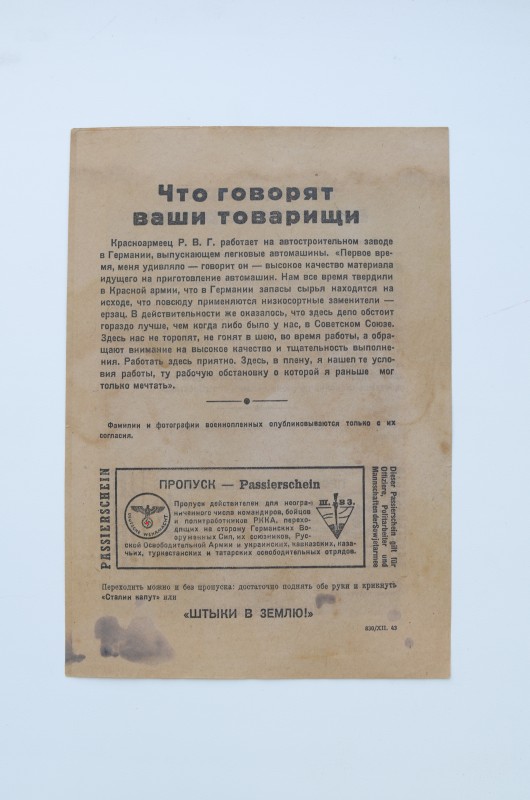 Что говорят
ваши товарищи
Красноармеец Р. В. Г. работает на автостроительном заводе
в Германии, выпускающем легковые автомашины. «Первое вре-
мя, меня удивляло — говорит он — высокое качество материала
идущего на приготовление автомашин. Нам все время твердили
в Красной армии, что в Германии запасы сырья находятся на
исходе, что повсюду применяются низкосортные заменители —
ерзац. В действительности же оказалось, что здесь дело обстоит
гораздо лучше, чем когда либо было у нас, в Советском Союзе.
Здесь нас не торопят, не гонят в шею, во время работы, а обра-
щают внимание на высокое качество и тщательность выполне-
ния. Работать здесь приятно. Здесь, в плену, я нашел те усло-
вия работы, ту рабочую обстановку о которой я раньше мог
только мечтать».
Фамилии и фотографии военнопленных опубликовываются только с их
согласия.
PASSIERSCHEIN
ПРОПУСК — Passierschein
DEUTSCHE WEHRMACHT
Пропуск действителен для неогра-
ниченного числа командиров, бойцов
и политработников РККА, перехо-
дящих на сторону Германских Во-
оруженных Сил, их союзников, Рус-
ской Освободительной Армии и украинских, кавказских, каза-
чьих, туркестанских и татарских освободительных отрядов.
Ш. В З.
Dieser Passierschein gilt für
Offiziere, Politarbeiter und
Mannschaften der Sowjetarmee
Переходить можно и без пропуска: достаточно поднять обе руки и крикнуть
«Сталин капут» или
«ШТЫКИ В ЗЕМЛЮ!»
830/XII. 43